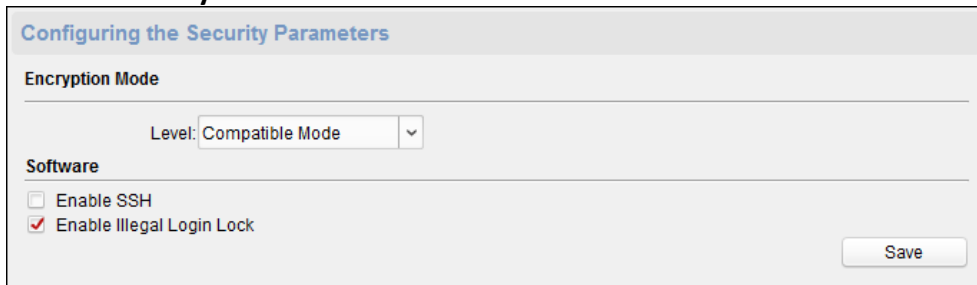 Configuring the Security Parameters
Encryption Mode
Level: Compatible Mode
Software
Enable SSH
Enable Illegal Login Lock
Save